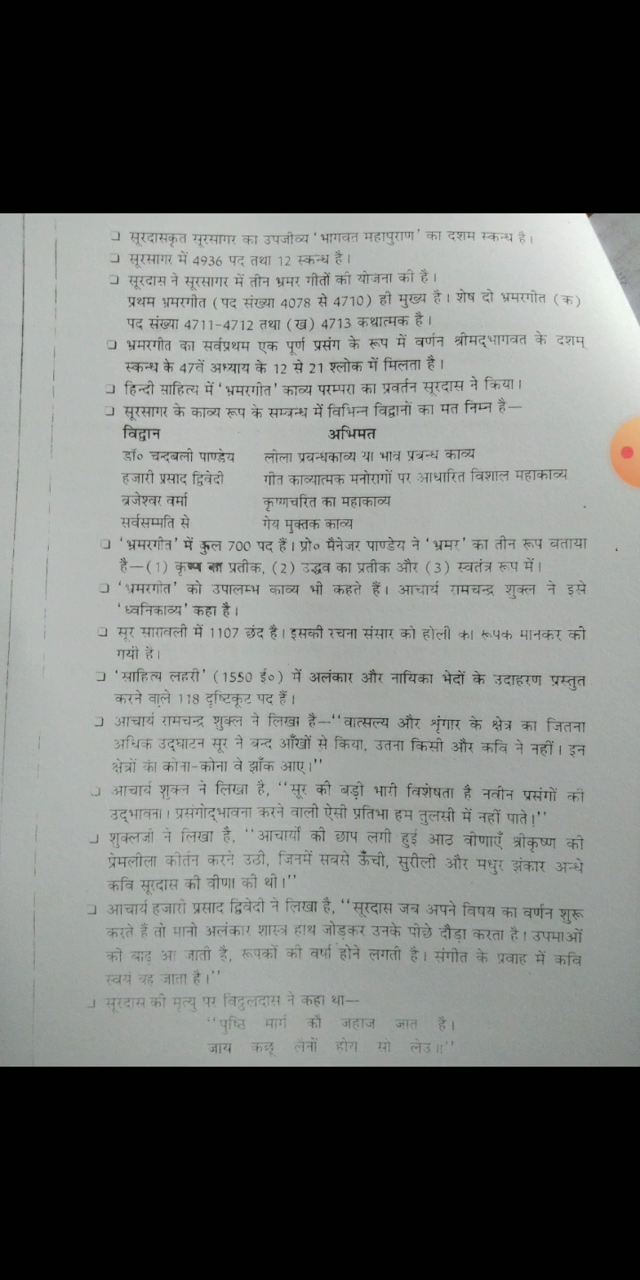 ❑ सूरदासकृत सूरसागर का उपजीव्य 'भागवत महापुराण' का दशम स्कन्ध है।
❑ सूरसागर में 4936 पद तथा 12 स्कन्ध है।
❑ सूरदास ने सूरसागर में तीन भ्रमर गीतों की योजना की है।
प्रथम भ्रमरगीत (पद संख्या 4078 से 4710) ही मुख्य है। शेष दो भ्रमरगीत (क)
पद संख्या 4711-4712 तथा (ख) 4713 कथात्मक है।
❑ भ्रमरगीत का सर्वप्रथम एक पूर्ण प्रसंग के रूप में वर्णन श्रीमद्भागवत के दशम्
स्कन्ध के 47वें अध्याय के 12 से 21 श्लोक में मिलता है।
❑ हिन्दी साहित्य में 'भ्रमरगीत' काव्य परम्परा का प्रवर्तन सूरदास ने किया।
❑ सूरसागर के काव्य रूप के सम्बन्ध में विभिन्न विद्वानों का मत निम्न है—
विद्वान अभिमत
डॉ० चन्दबली पाण्डेय लीला प्रबन्धकाव्य या भाव प्रबन्ध काव्य
हजारी प्रसाद द्विवेदी गीत काव्यात्मक मनोरागों पर आधारित विशाल महाकाव्य
ब्रजेश्वर वर्मा कृष्णचरित का महाकाव्य
सर्वसम्मति से गेय मुक्तक काव्य
❑ 'भ्रमरगीत' में कुल 700 पद हैं। प्रो० मैनेजर पाण्डेय ने 'भ्रमर' का तीन रूप बताया
है—(1) कृष्ण का प्रतीक, (2) उद्धव का प्रतीक और (3) स्वतंत्र रूप में।
❑ 'भ्रमरगीत' को उपालम्भ काव्य भी कहते हैं। आचार्य रामचन्द्र शुक्ल ने इसे
'ध्वनिकाव्य' कहा है।
❑ सूर सारावली में 1107 छंद है। इसकी रचना संसार को होली का रूपक मानकर की
गयी है।
❑ 'साहित्य लहरी' (1550 ई०) में अलंकार और नायिका भेदों के उदाहरण प्रस्तुत
करने वाले 118 दृष्टिकूट पद हैं।
❑ आचार्य रामचन्द्र शुक्ल ने लिखा है—''वात्सल्य और शृंगार के क्षेत्र का जितना
अधिक उद्घाटन सूर ने बन्द आँखों से किया, उतना किसी और कवि ने नहीं। इन
क्षेत्रों का कोना-कोना वे झाँक आए।''
❑ आचार्य शुक्ल ने लिखा है, ''सूर की बड़ी भारी विशेषता है नवीन प्रसंगों की
उद्भावना। प्रसंगोद्भावना करने वाली ऐसी प्रतिभा हम तुलसी में नहीं पाते!''
❑ शुक्लजी ने लिखा है, ''आचार्यों की छाप लगी हुई आठ वीणाएँ श्रीकृष्ण की
प्रेमलीला कीर्तन करने उठी, जिनमें सबसे ऊँची, सुरीली और मधुर झंकार अन्धे
कवि सूरदास की वीणा की थी।''
❑ आचार्य हजारी प्रसाद द्विवेदी ने लिखा है, ''सूरदास जब अपने विषय का वर्णन शुरू
करते हैं तो मानो अलंकार शास्त्र हाथ जोड़कर उनके पीछे दौड़ा करता है। उपमाओं
की बाढ़ आ जाती है, रूपकों की वर्षा होने लगती है। संगीत के प्रवाह में कवि
स्वयं बह जाता है।''
❑ सूरदास की मृत्यु पर विट्ठलदास ने कहा था—
''पुष्टि मार्ग को जहाज जात है।
जाय कछू लेनों होय सो लेउ॥''